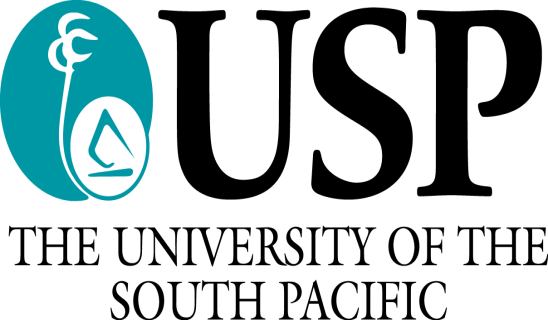 USP
THE UNIVERSITY OF THE
SOUTH PACIFIC